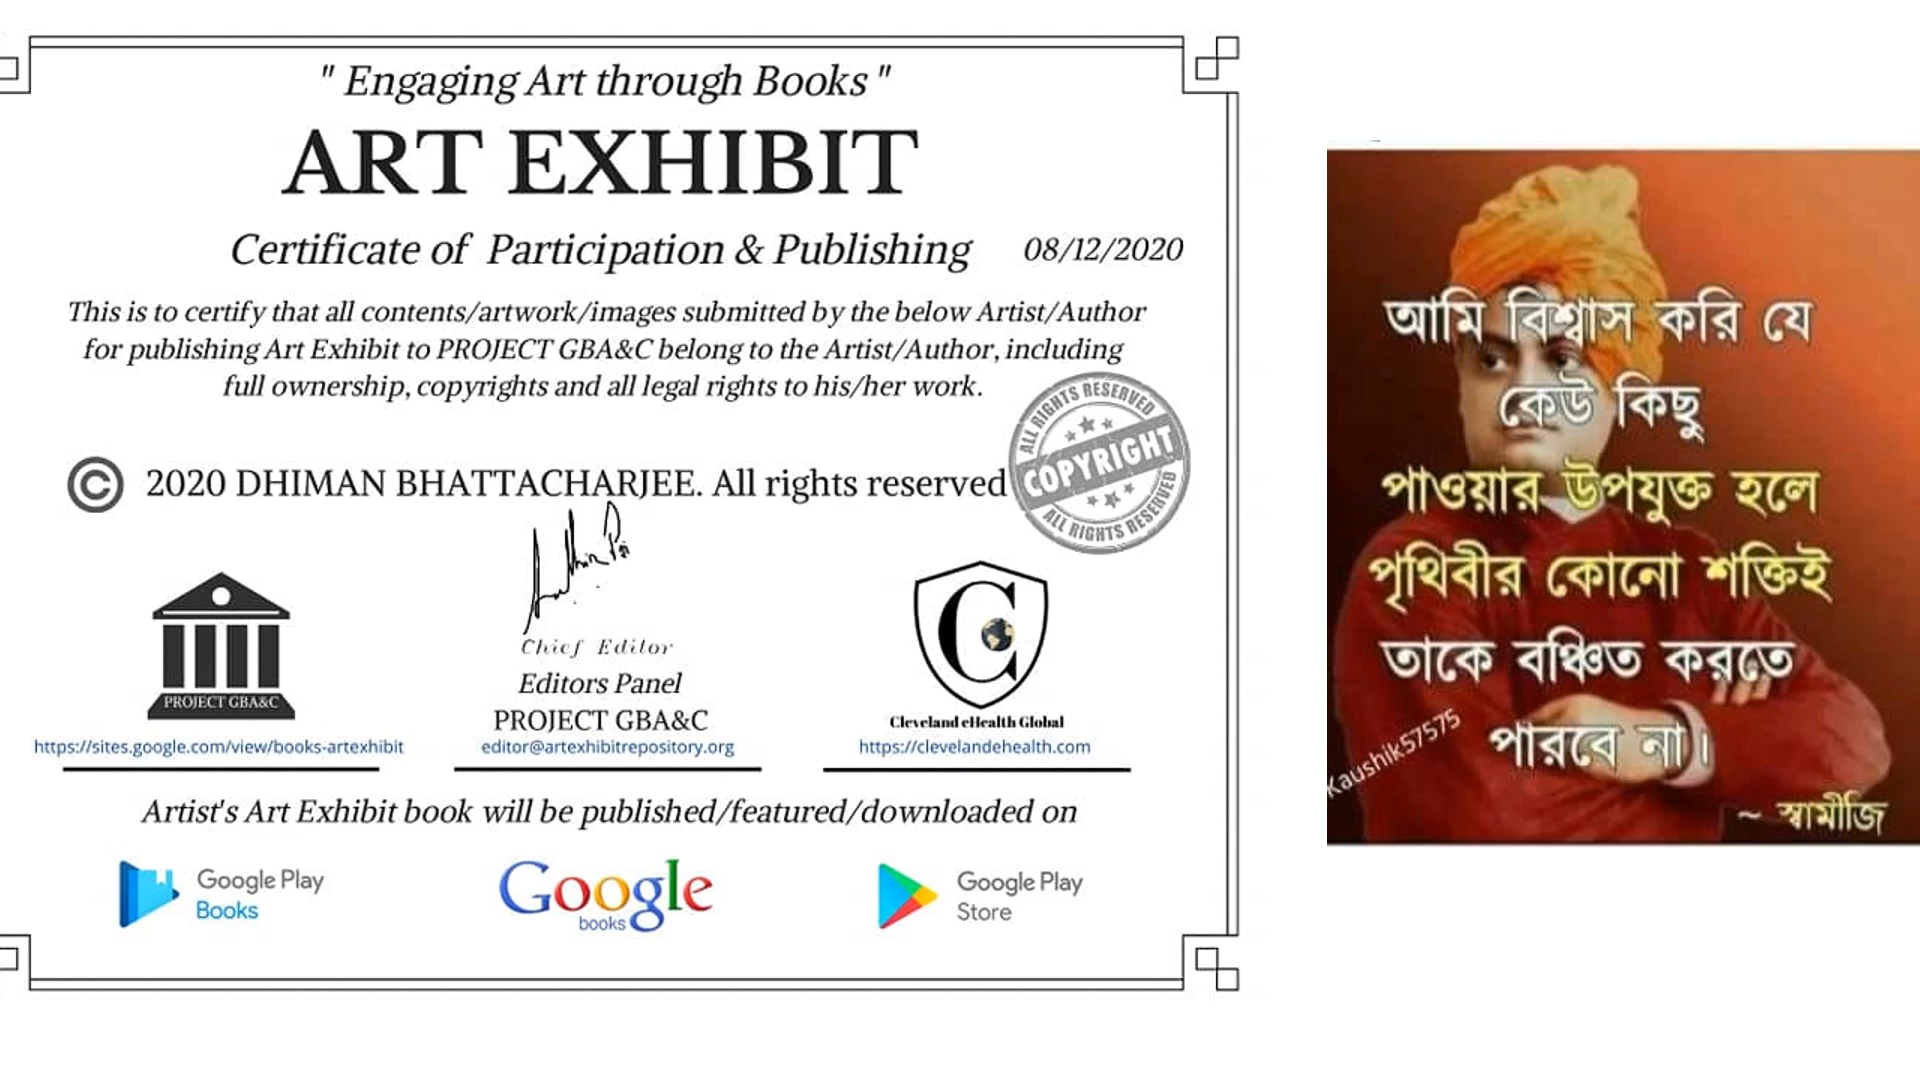 " Engaging Art through Books "
ART EXHIBIT
Certificate of Participation & Publishing 08/12/2020
This is to certify that all contents/artwork/images submitted by the below Artist/Author
for publishing Art Exhibit to PROJECT GBA&C belong to the Artist/Author, including
full ownership, copyrights and all legal rights to his/her work.
ALL RIGHTS RESERVED
COPYRIGHT
ALL RIGHTS RESERVED
© 2020 DHIMAN BHATTACHARJEE. All rights reserved
Chief Editor
Editors Panel
PROJECT GBA&C
editor@artexhibitrepository.org
PROJECT GBA&C
https://sites.google.com/view/books-artexhibit
C
Cleveland eHealth Global
https://clevelandehealth.com
Artist's Art Exhibit book will be published/featured/downloaded on
Google Play
Books
Google
books
Google Play
Store
আমি বিশ্বাস করি যে
কেউ কিছু
পাওয়ার উপযুক্ত হলে
পৃথিবীর কোনো শক্তিই
তাকে বঞ্চিত করতে
পারবে না।
Kaushik57575
~ স্বামীজি